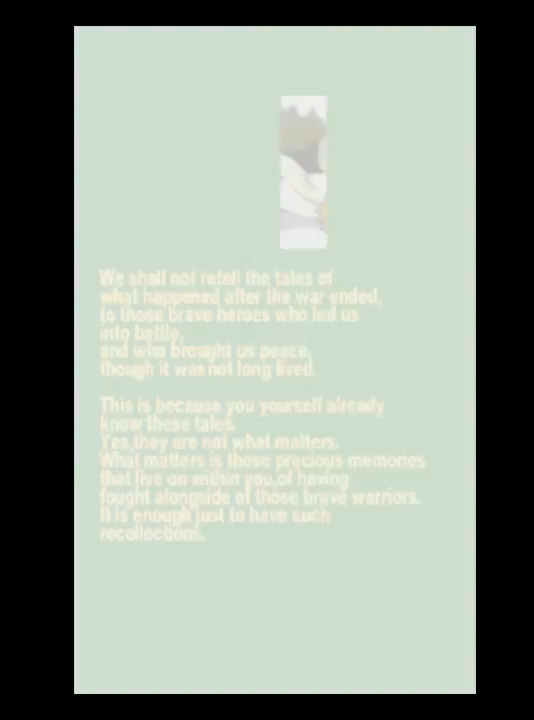 We shall not retell the tales of
what happened after the war ended,
to those brave heroes who led us
into battle,
and who brought us peace,
though it was not long lived.
This is because you yourself already
know these tales.
Yes,they are not what matters.
What matters is those precious memories
that live on within you,of having
fought alongside of those brave warriors.
It is enough just to have such
recollections.